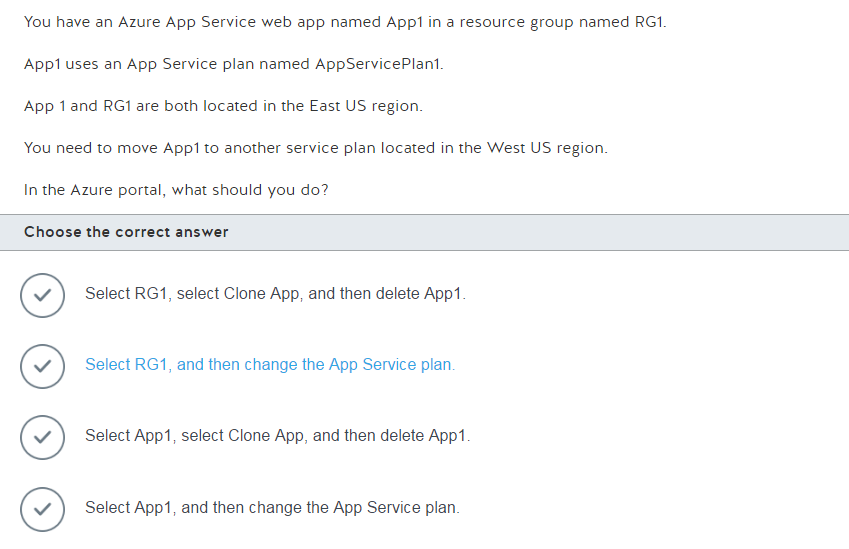 You have an Azure App Service web app named App1 in a resource group named RG1.
App1 uses an App Service plan named AppServicePlan1.
App 1 and RG1 are both located in the East US region.
You need to move App1 to another service plan located in the West US region.
In the Azure portal, what should you do?
Choose the correct answer
Select RG1, select Clone App, and then delete App1.
Select RG1, and then change the App Service plan.
Select App1, select Clone App, and then delete App1.
Select App1, and then change the App Service plan.